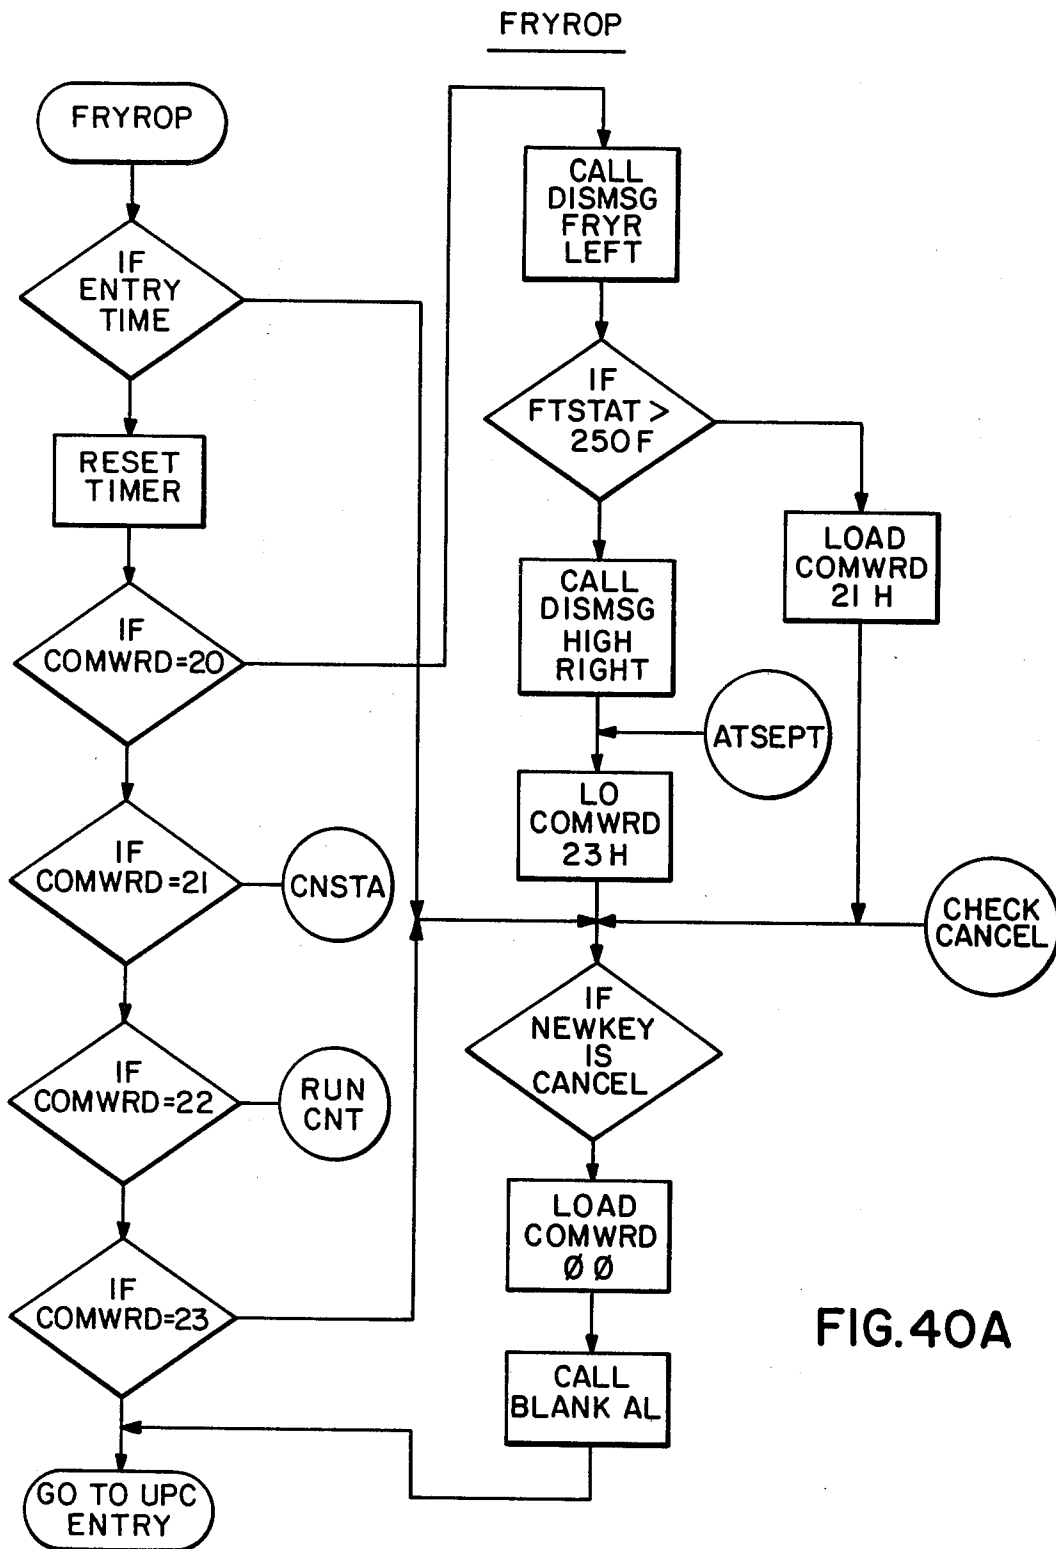 FRYROP
FRYROP
IF
ENTRY
TIME
RESET
TIMER
IF
COMWRD=20
IF
COMWRD=21
CNSTA
IF
COMWRD=22
RUN
CNT
IF
COMWRD=23
GO TO UPC
ENTRY
CALL
DISMSG
FRYR
LEFT
IF
FTSTAT >
250F
LOAD
COMWRD
21 H
CALL
DISMSG
HIGH
RIGHT
ATSEPT
LO
COMWRD
23H
CHECK
CANCEL
IF
NEWKEY
IS
CANCEL
LOAD
COMWRD
Ø Ø
CALL
BLANK AL
FIG.40A